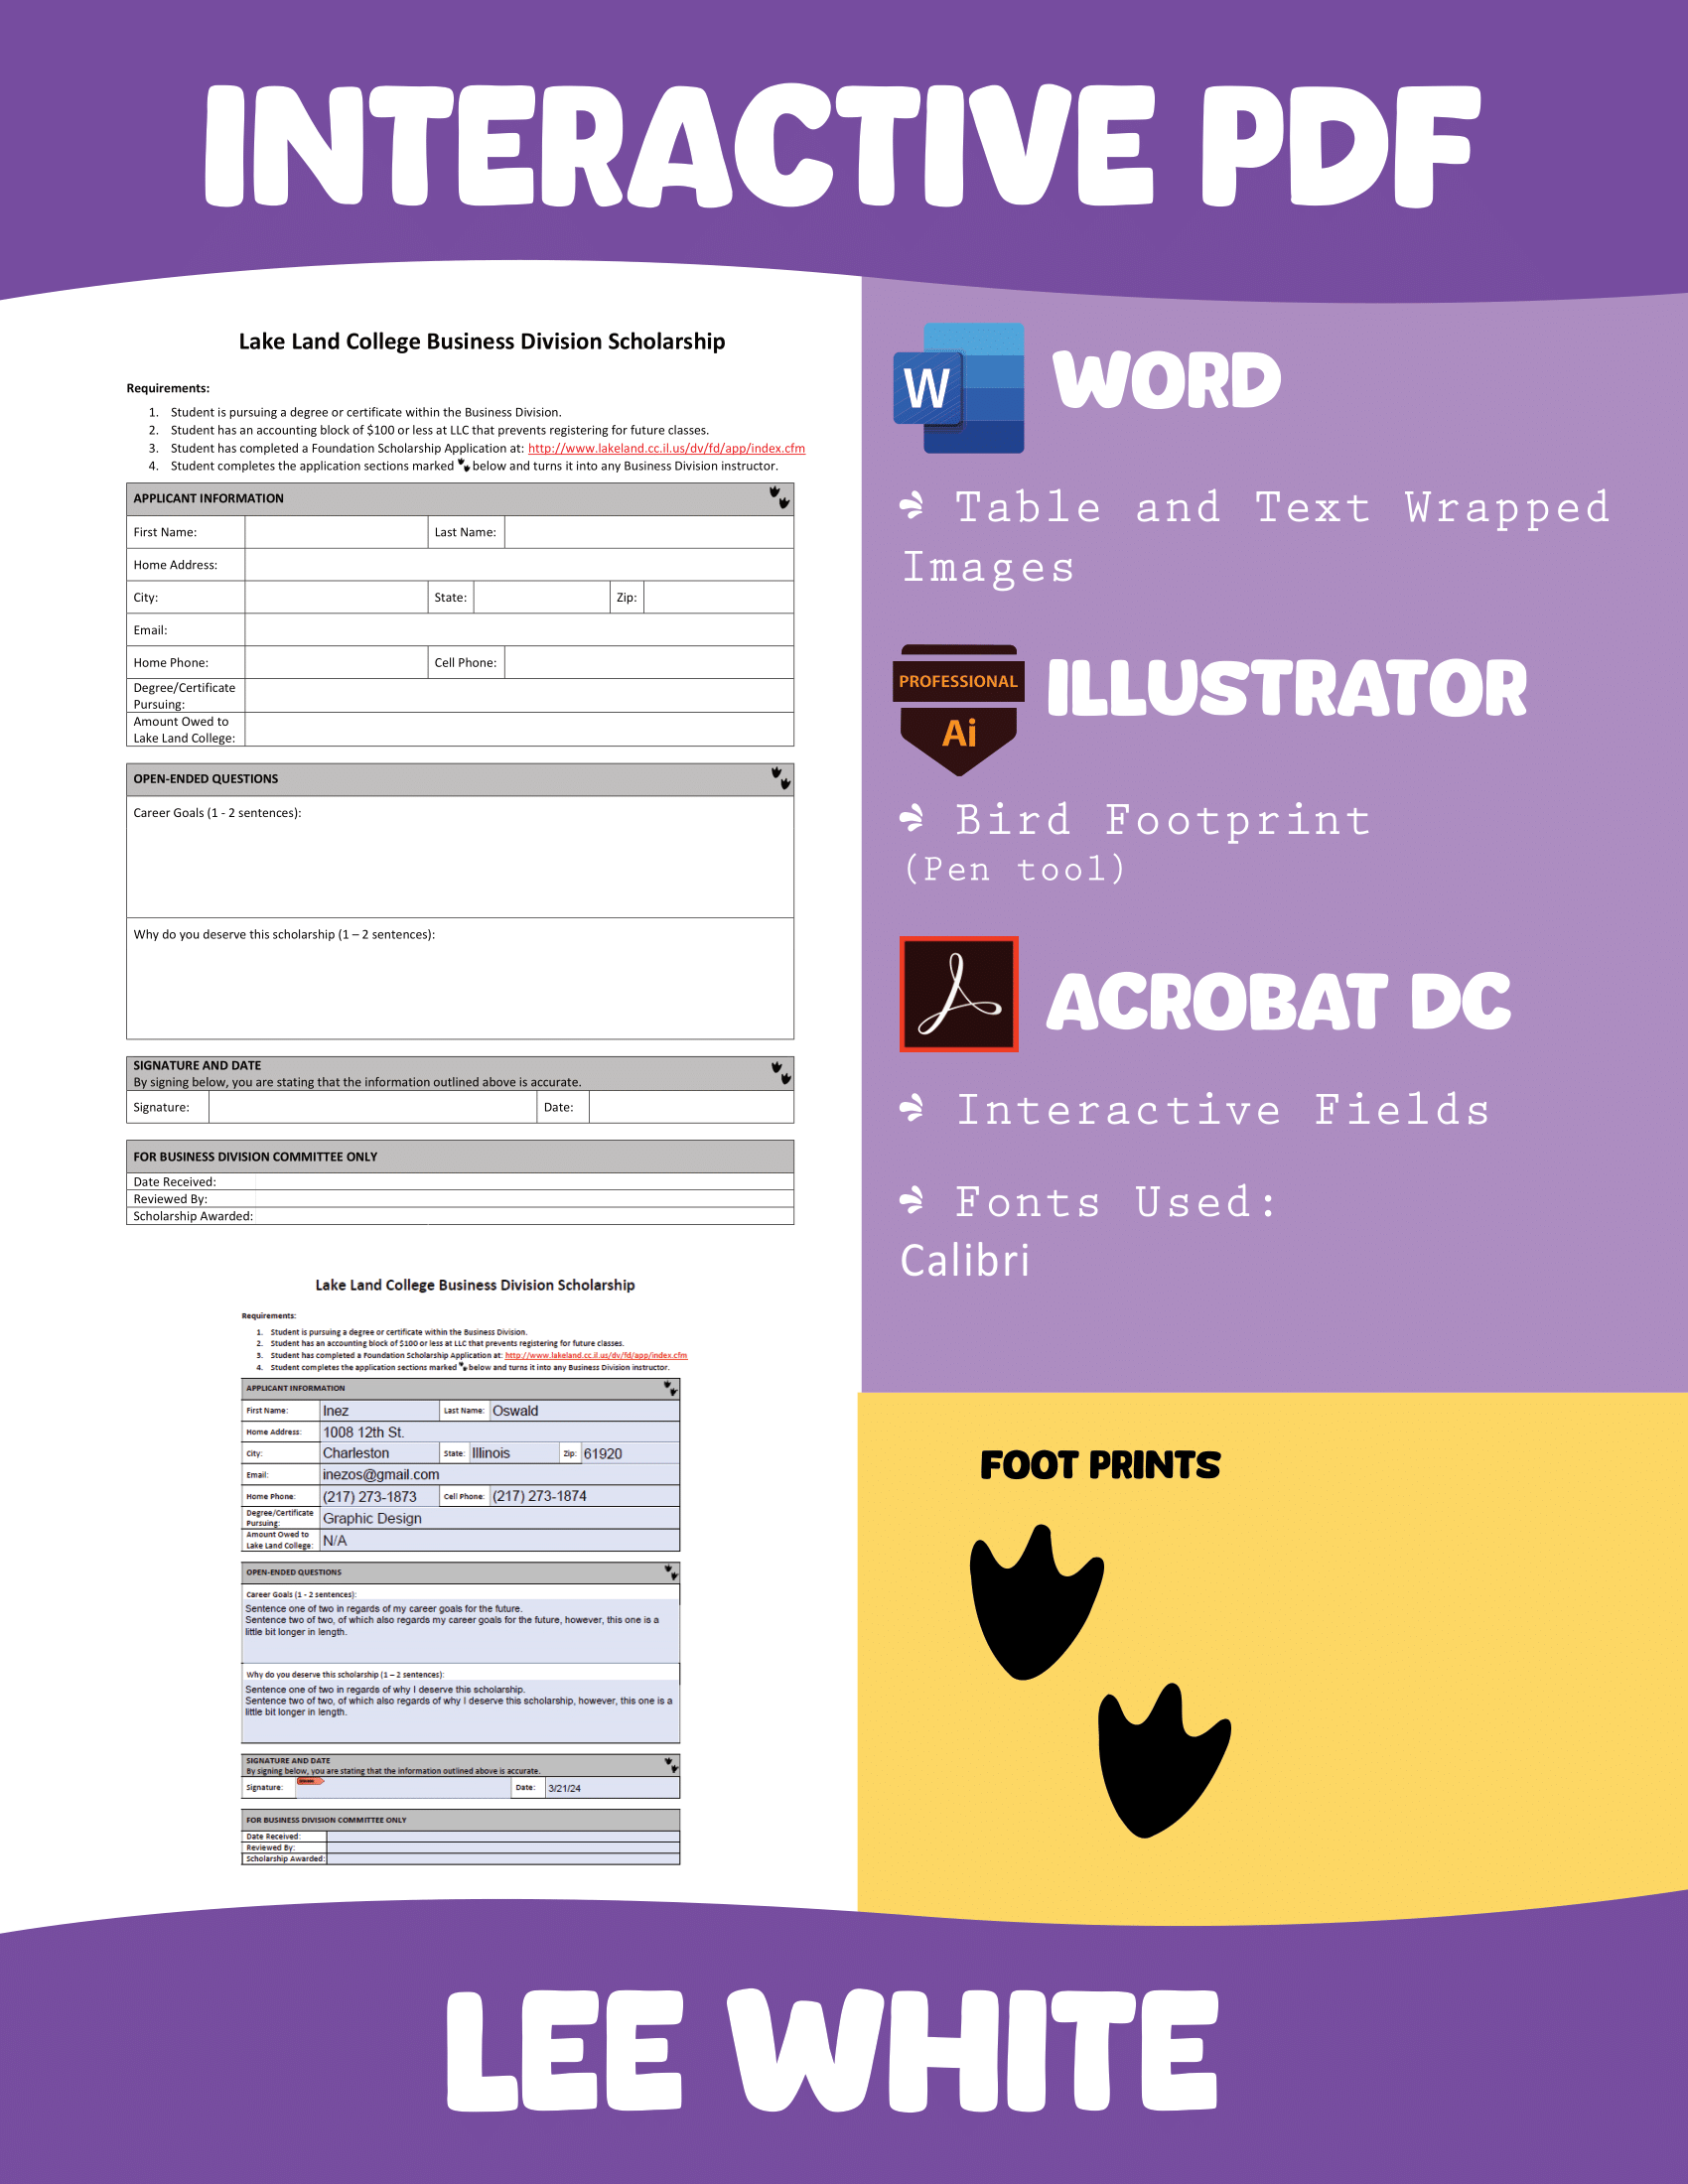 INTERACTIVE PDF
Lake Land College Business Division Scholarship
Requirements:
1. Student is pursuing a degree or certificate within the Business Division.
2. Student has an accounting block of $100 or less at LLC that prevents registering for future classes.
3. Student has completed a Foundation Scholarship Application at: http://www.lakeland.cc.il.us/dv/fd/app/index.cfm
4. Student completes the application sections marked below and turns it into any Business Division instructor.
APPLICANT INFORMATION
First Name: Last Name:
Home Address:
City: State: Zip:
Email:
Home Phone: Cell Phone:
Degree/Certificate
Pursuing:
Amount Owed to
Lake Land College:
OPEN-ENDED QUESTIONS
Career Goals (1 - 2 sentences):
Why do you deserve this scholarship (1 – 2 sentences):
SIGNATURE AND DATE
By signing below, you are stating that the information outlined above is accurate.
Signature: Date:
FOR BUSINESS DIVISION COMMITTEE ONLY
Date Received:
Reviewed By:
Scholarship Awarded:
Lake Land College Business Division Scholarship
Requirements:
1. Student is pursuing a degree or certificate within the Business Division.
2. Student has an accounting block of $100 or less at LLC that prevents registering for future classes.
3. Student has completed a Foundation Scholarship Application at: http://www.lakeland.cc.il.us/dv/fd/app/index.cfm
4. Student completes the application sections marked below and turns it into any Business Division instructor.
APPLICANT INFORMATION
First Name: Inez Last Name: Oswald
Home Address: 1008 12th St.
City: Charleston State: Illinois Zip: 61920
Email: inezos@gmail.com
Home Phone: (217) 273-1873 Cell Phone: (217) 273-1874
Degree/Certificate
Pursuing: Graphic Design
Amount Owed to
Lake Land College: N/A
OPEN-ENDED QUESTIONS
Career Goals (1 - 2 sentences):
Sentence one of two in regards of my career goals for the future.
Sentence two of two, of which also regards my career goals for the future, however, this one is a
little bit longer in length.
Why do you deserve this scholarship (1 – 2 sentences):
Sentence one of two in regards of why I deserve this scholarship.
Sentence two of two, of which also regards of why I deserve this scholarship, however, this one is a
little bit longer in length.
SIGNATURE AND DATE
By signing below, you are stating that the information outlined above is accurate.
Signature: Date: 3/21/24
FOR BUSINESS DIVISION COMMITTEE ONLY
Date Received:
Reviewed By:
Scholarship Awarded:
W WORD
Table and Text Wrapped
Images
PROFESSIONAL
Ai
ILLUSTRATOR
Bird Footprint
(Pen tool)
ACROBAT DC
Interactive Fields
Fonts Used:
Calibri
FOOT PRINTS
LEE WHITE